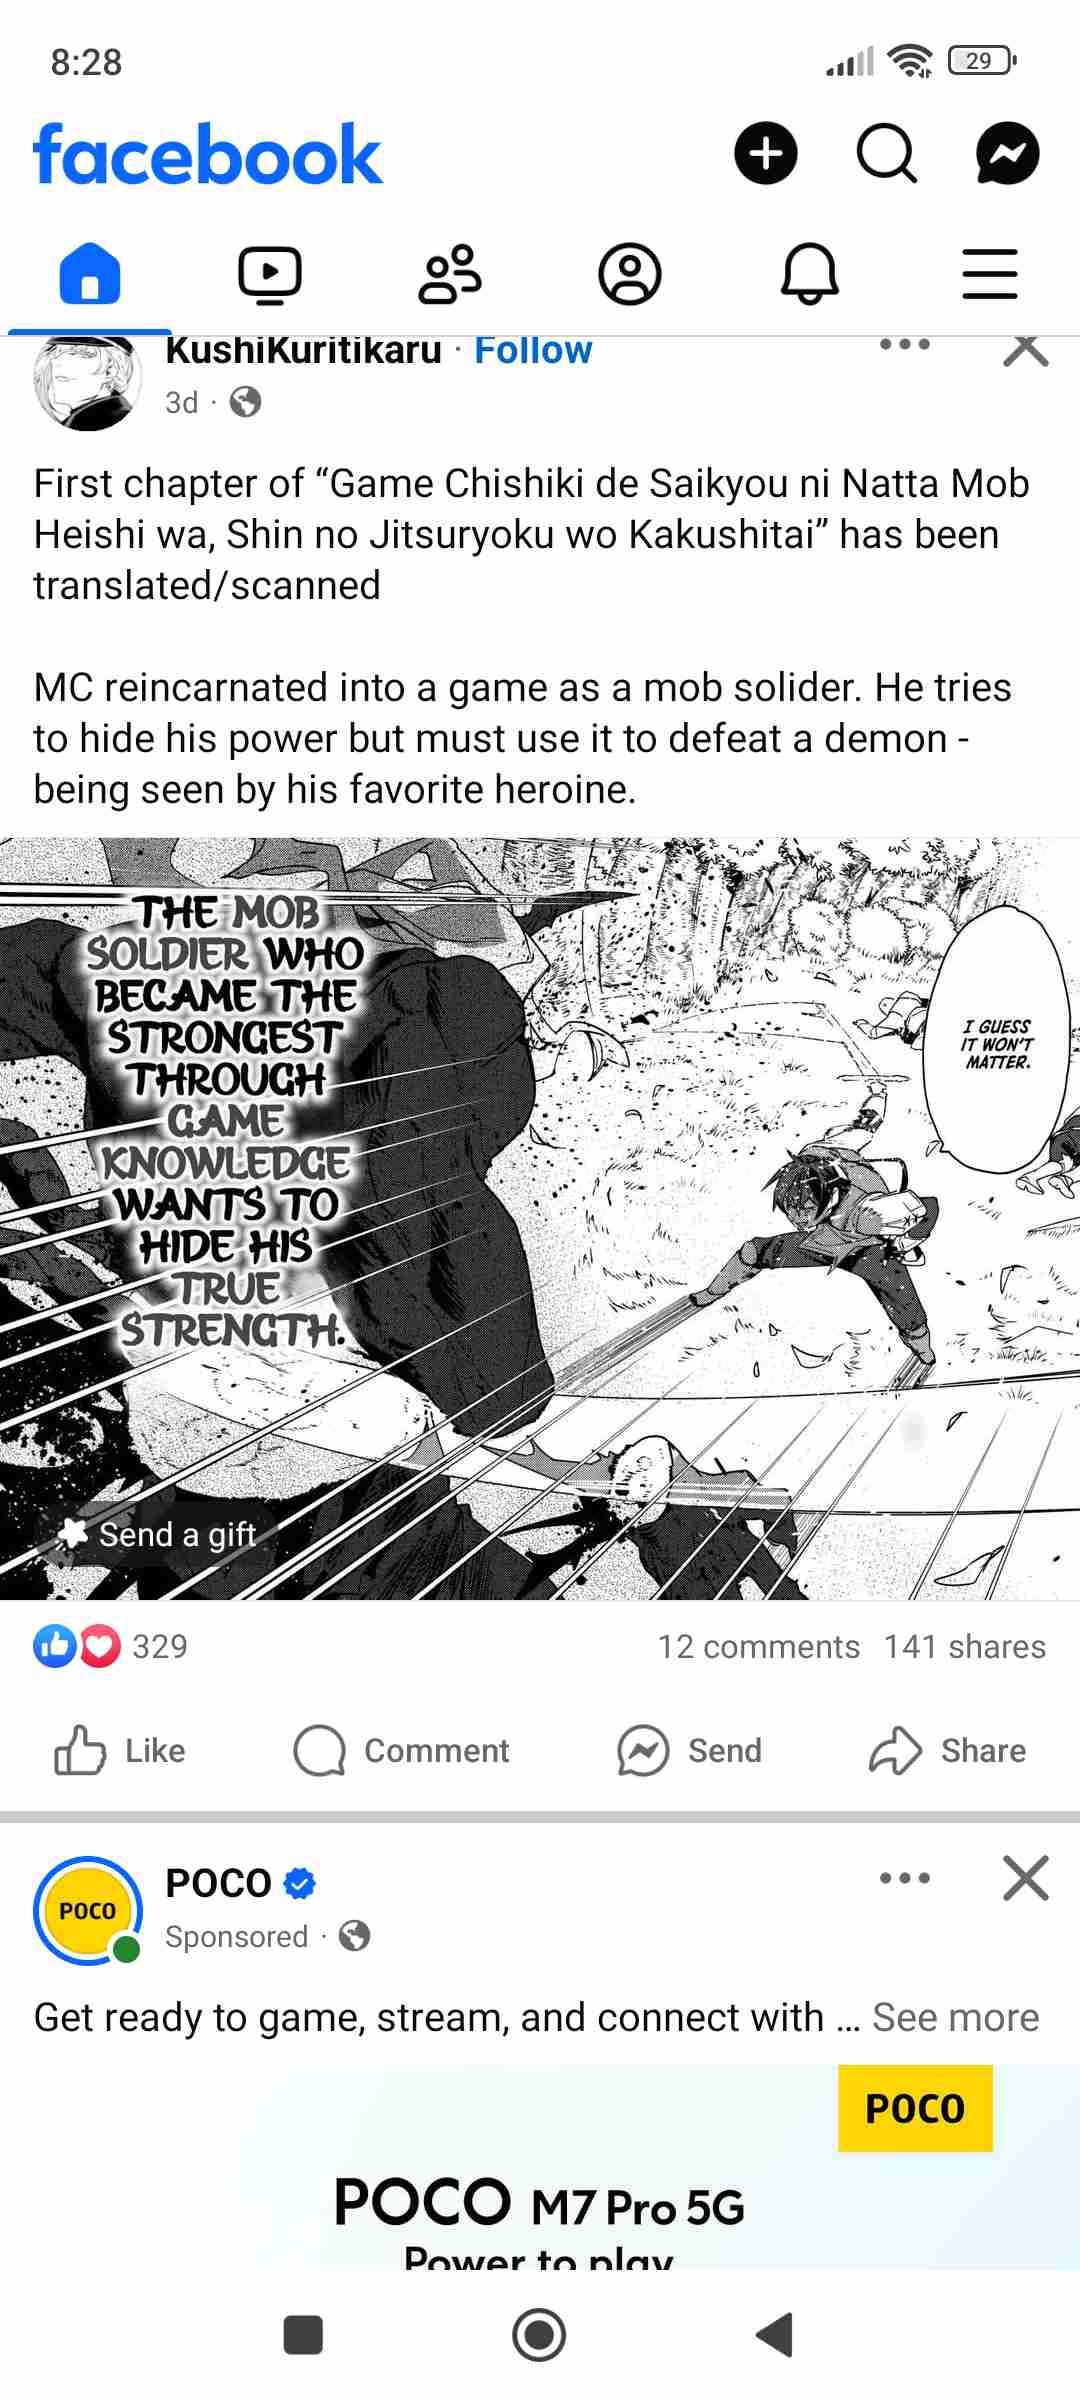 8:28
29
facebook
KushiKuritikaru · Follow
3d ·
First chapter of “Game Chishiki de Saikyou ni Natta Mob
Heishi wa, Shin no Jitsuryoku wo Kakushitai” has been
translated/scanned
MC reincarnated into a game as a mob solider. He tries
to hide his power but must use it to defeat a demon -
being seen by his favorite heroine.
THE MOB
SOLDIER WHO
BECAME THE
STRONGEST
THROUGH
GAME
KNOWLEDGE
WANTS TO
HIDE HIS
TRUE
STRENGTH.
I GUESS
IT WON'T
MATTER.
Send a gift
329
12 comments 141 shares
Like Comment Send Share
POCO
POCO
Sponsored ·
Get ready to game, stream, and connect with ... See more
POCO
POCO M7 Pro 5G
Power to play